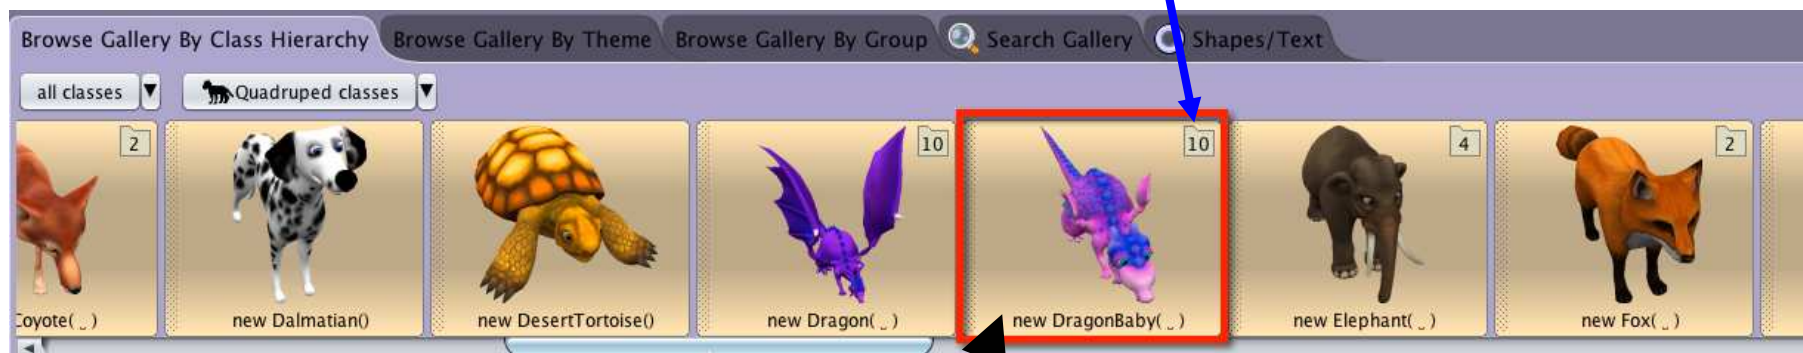 Browse Gallery By Class Hierarchy Browse Gallery By Theme Browse Gallery By Group Search Gallery Shapes/Text
all classes Quadruped classes
2 10 10 4 2
Coyote( ˽ ) new Dalmatian() new DesertTortoise() new Dragon( ˽ ) new DragonBaby( ˽ ) new Elephant( ˽ ) new Fox( ˽ )